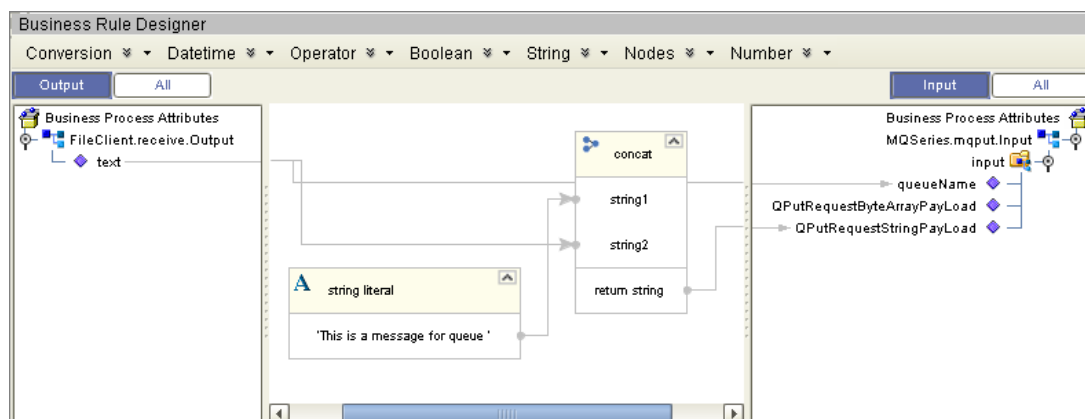 Business Rule Designer
Conversion Datetime Operator Boolean String Nodes Number
Output All Input All
Business Process Attributes
FileClient.receive.Output
text
concat
string1
string2
return string
A string literal
'This is a message for queue '
Business Process Attributes
MQSeries.mqput.Input
input
queueName
QPutRequestByteArrayPayLoad
QPutRequestStringPayLoad